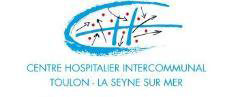 CENTRE HOSPITALIER INTERCOMMUNAL
TOULON - LA SEYNE SUR MER